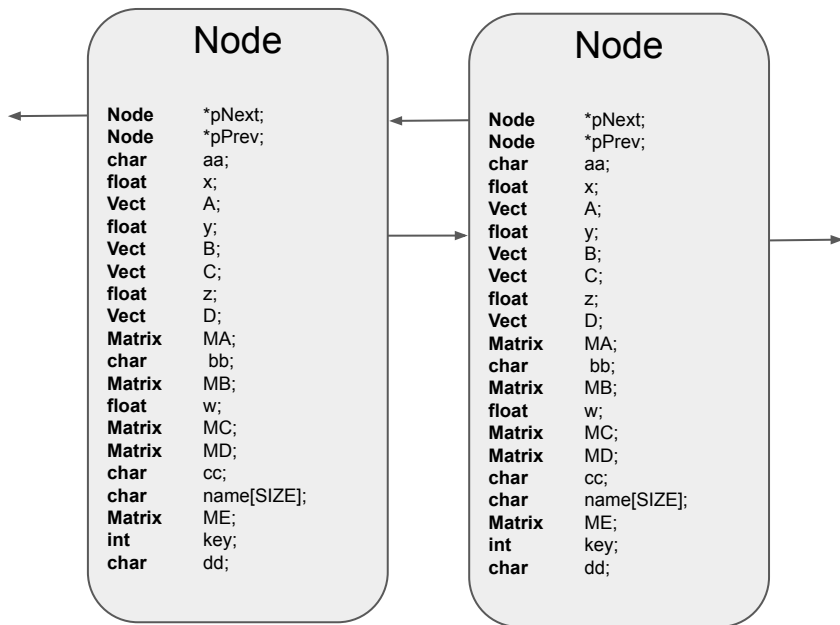 Node
Node *pNext;
Node *pPrev;
char aa;
float x;
Vect A;
float y;
Vect B;
Vect C;
float z;
Vect D;
Matrix MA;
char bb;
Matrix MB;
float w;
Matrix MC;
Matrix MD;
char cc;
char name[SIZE];
Matrix ME;
int key;
char dd;
Node
Node *pNext;
Node *pPrev;
char aa;
float x;
Vect A;
float y;
Vect B;
Vect C;
float z;
Vect D;
Matrix MA;
char bb;
Matrix MB;
float w;
Matrix MC;
Matrix MD;
char cc;
char name[SIZE];
Matrix ME;
int key;
char dd;